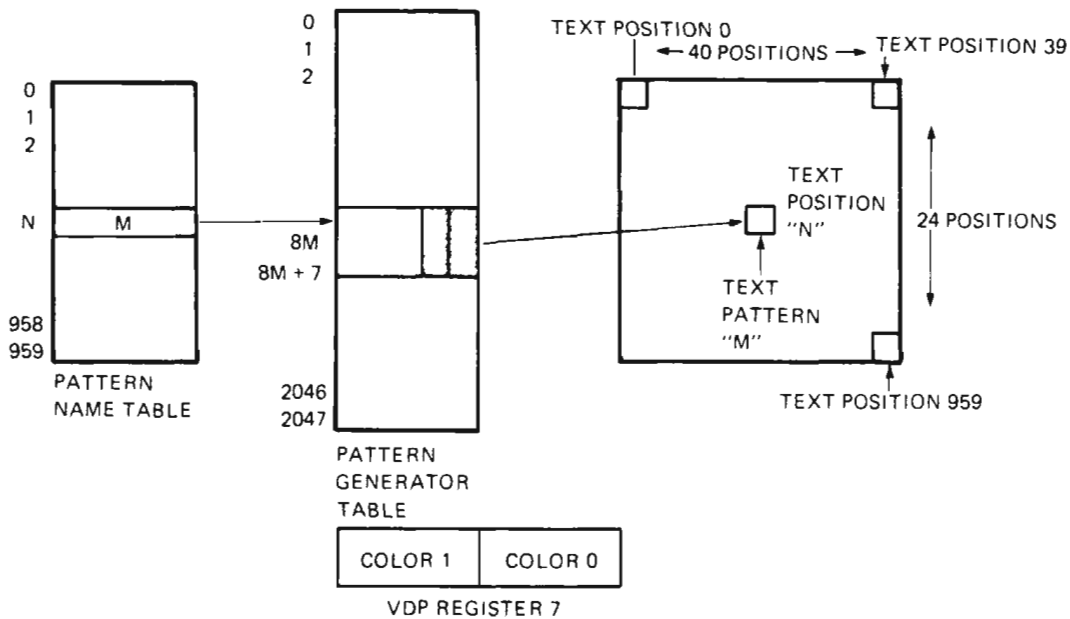 0
1
2
N
M
958
959
PATTERN
NAME TABLE
0
1
2
8M
8M + 7
2046
2047
PATTERN
GENERATOR
TABLE
COLOR 1
COLOR 0
VDP REGISTER 7
TEXT POSITION 0
40 POSITIONS
TEXT POSITION 39
TEXT
POSITION
"N"
24 POSITIONS
TEXT
PATTERN
"M"
TEXT POSITION 959